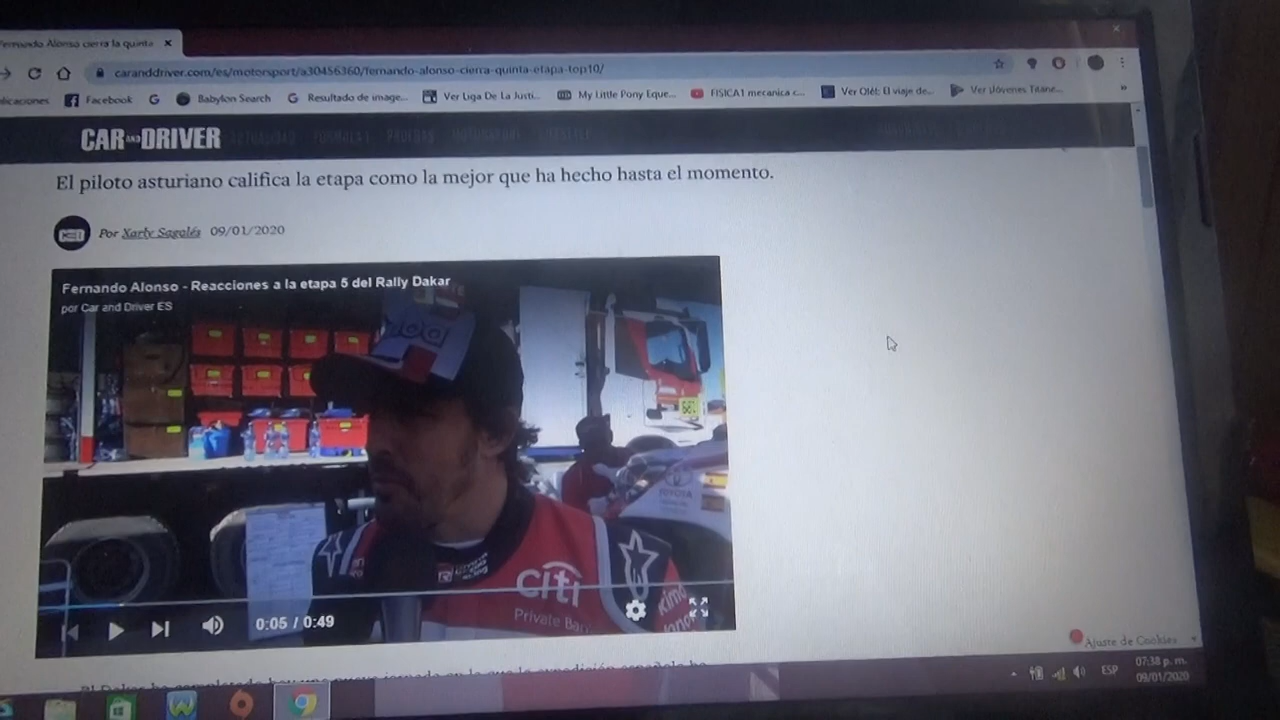 Fernando Alonso cierra la quinta
caranddriver.com/es/motorsport/a30456360/fernando-alonso-cierra-quinta-etapa-top10/
Facebook
Babylon Search
Resultado de image...
Ver Liga De La Justi...
My Little Pony Eque...
FISICA1 mecanica c...
Ver Olé!: El viaje de...
Ver Jóvenes Titane...
»
CAR AND DRIVER
El piloto asturiano califica la etapa como la mejor que ha hecho hasta el momento.
Por Xarly Sagalés 09/01/2020
Fernando Alonso - Reacciones a la etapa 5 del Rally Dakar
por Car and Driver ES
TOYOTA
citi
Private Ban
kimo
0:05 / 0:49
Ajuste de Cookies
ESP
07:38 p. m.
09/01/2020